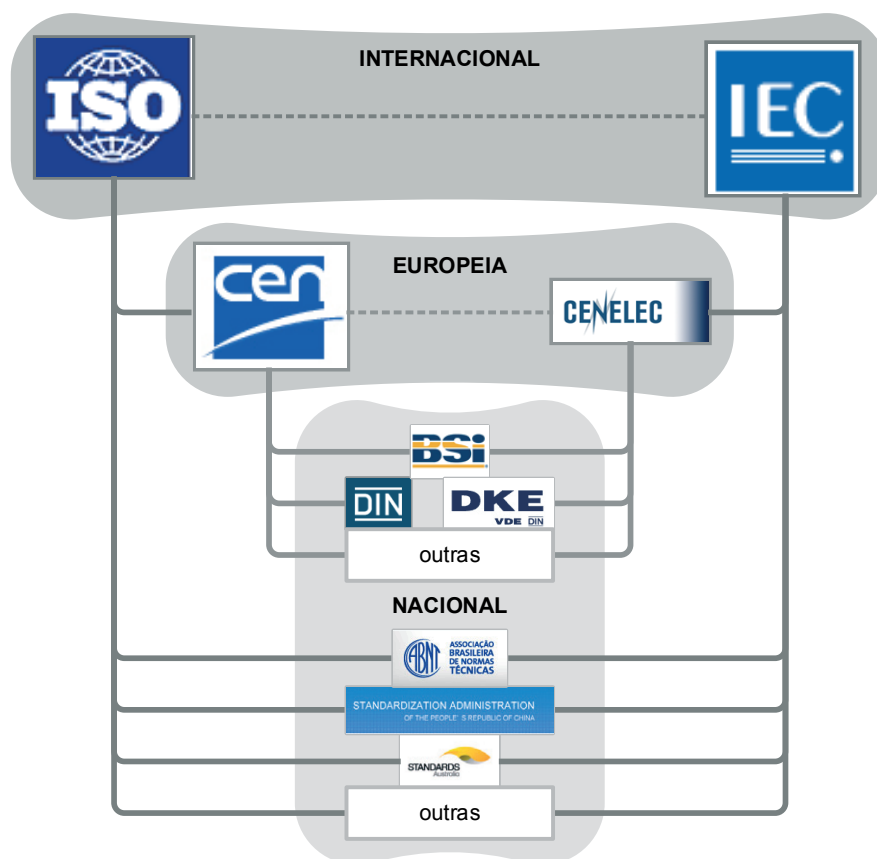 INTERNACIONAL
ISO
IEC
EUROPEIA
cen
CENELEC
BSi
DIN
DKE
VDE DIN
outras
NACIONAL
ABNT
ASSOCIAÇÃO
BRASILEIRA
DE NORMAS
TÉCNICAS
STANDARDIZATION ADMINISTRATION
OF THE PEOPLE' S REPUBLIC OF CHINA
STANDARDS
Australia
outras